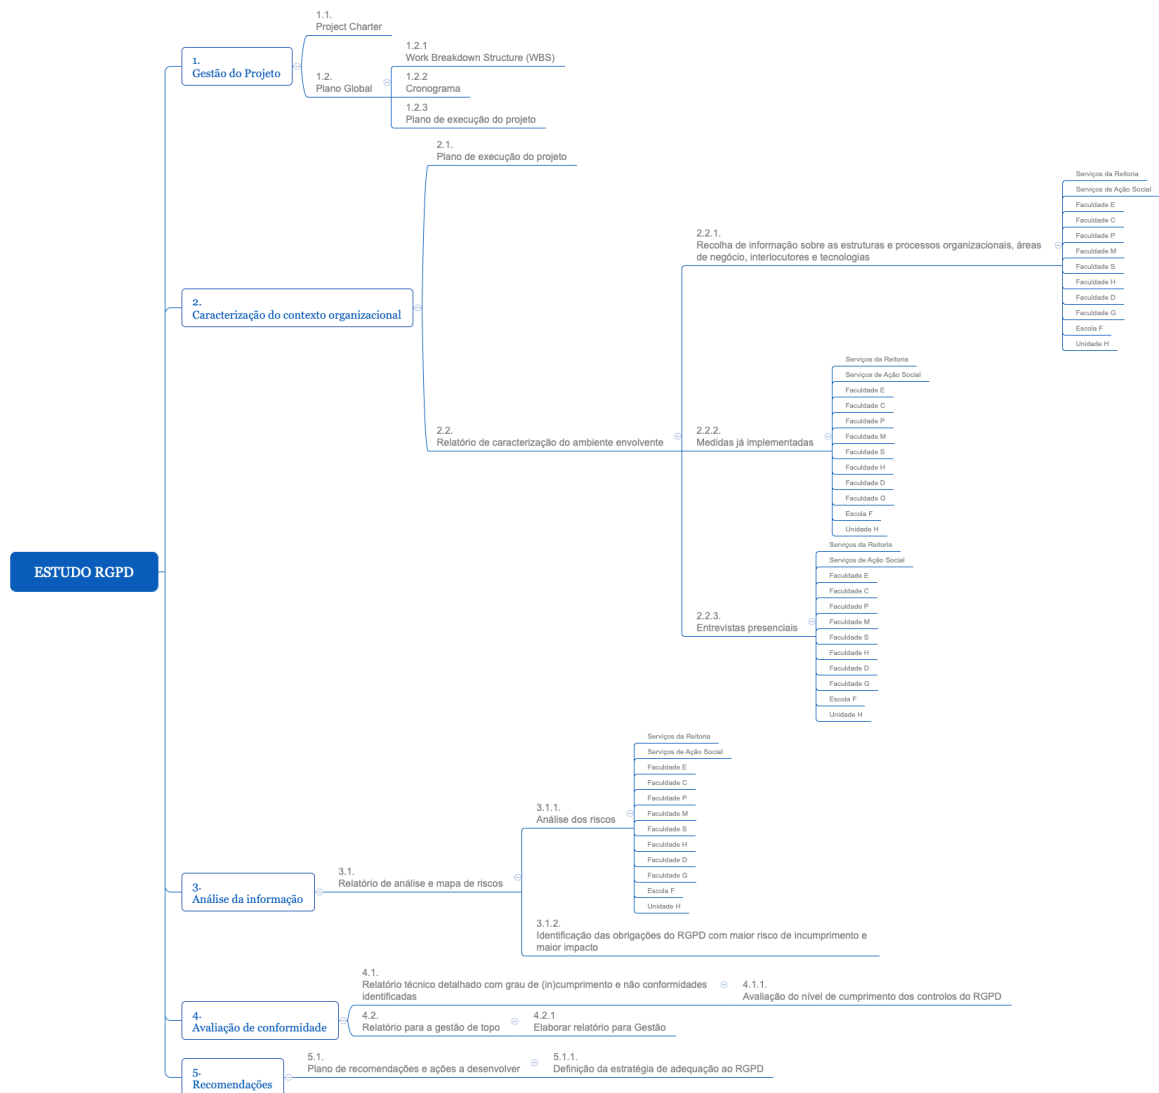 ESTUDO RGPD
1.
Gestão do Projeto
1.1.
Project Charter
1.2.
Plano Global
1.2.1
Work Breakdown Structure (WBS)
1.2.2
Cronograma
1.2.3
Plano de execução do projeto
2.
Caracterização do contexto organizacional
2.1.
Plano de execução do projeto
2.2.
Relatório de caracterização do ambiente envolvente
2.2.1.
Recolha de informação sobre as estruturas e processos organizacionais, áreas
de negócio, interlocutores e tecnologias
Serviços da Reitoria
Serviços de Ação Social
Faculdade E
Faculdade C
Faculdade P
Faculdade M
Faculdade S
Faculdade H
Faculdade D
Faculdade G
Escola F
Unidade H
2.2.2.
Medidas já implementadas
Serviços da Reitoria
Serviços de Ação Social
Faculdade E
Faculdade C
Faculdade P
Faculdade M
Faculdade S
Faculdade H
Faculdade D
Faculdade G
Escola F
Unidade H
2.2.3.
Entrevistas presenciais
Serviços da Reitoria
Serviços de Ação Social
Faculdade E
Faculdade C
Faculdade P
Faculdade M
Faculdade S
Faculdade H
Faculdade D
Faculdade G
Escola F
Unidade H
3.
Análise da informação
3.1.
Relatório de análise e mapa de riscos
3.1.1.
Análise dos riscos
Serviços da Reitoria
Serviços de Ação Social
Faculdade E
Faculdade C
Faculdade P
Faculdade M
Faculdade S
Faculdade H
Faculdade D
Faculdade G
Escola F
Unidade H
3.1.2.
Identificação das obrigações do RGPD com maior risco de incumprimento e
maior impacto
4.
Avaliação de conformidade
4.1.
Relatório técnico detalhado com grau de (in)cumprimento e não conformidades
identificadas
4.1.1.
Avaliação do nível de cumprimento dos controlos do RGPD
4.2.
Relatório para a gestão de topo
4.2.1
Elaborar relatório para Gestão
5.
Recomendações
5.1.
Plano de recomendações e ações a desenvolver
5.1.1.
Definição da estratégia de adequação ao RGPD